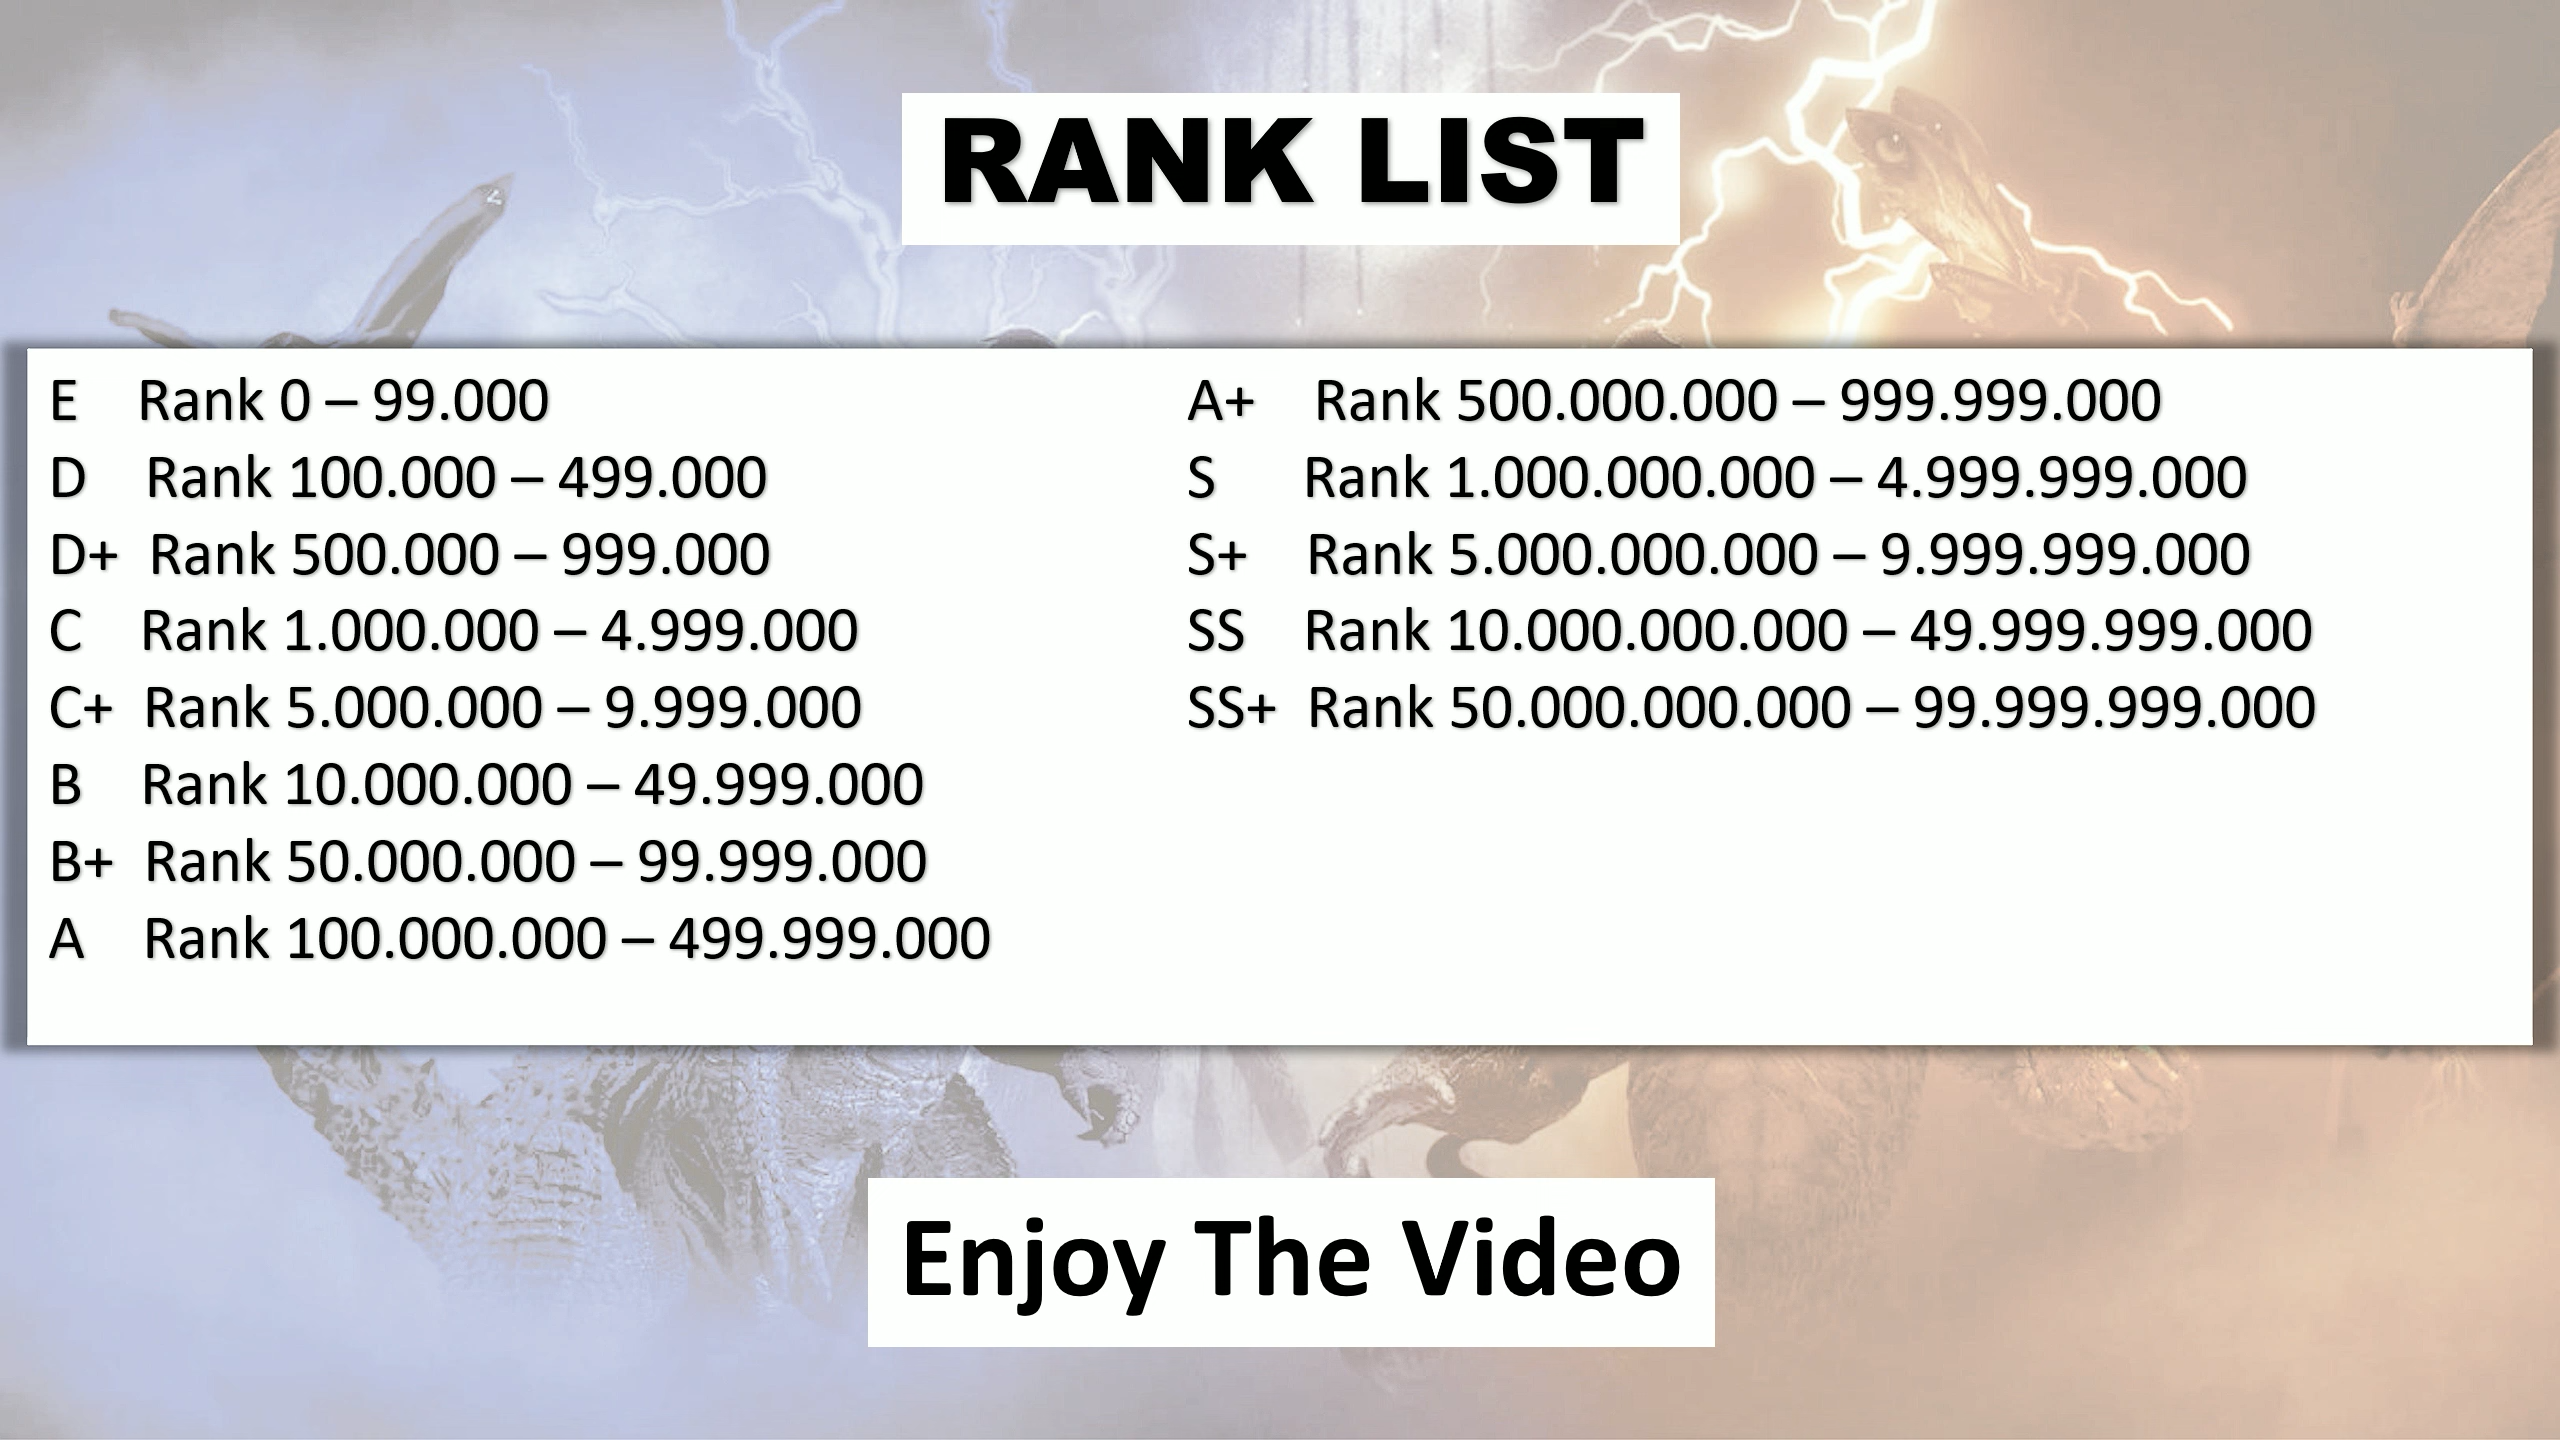 RANK LIST
E Rank 0 – 99.000
D Rank 100.000 – 499.000
D+ Rank 500.000 – 999.000
C Rank 1.000.000 – 4.999.000
C+ Rank 5.000.000 – 9.999.000
B Rank 10.000.000 – 49.999.000
B+ Rank 50.000.000 – 99.999.000
A Rank 100.000.000 – 499.999.000
A+ Rank 500.000.000 – 999.999.000
S Rank 1.000.000.000 – 4.999.999.000
S+ Rank 5.000.000.000 – 9.999.999.000
SS Rank 10.000.000.000 – 49.999.999.000
SS+ Rank 50.000.000.000 – 99.999.999.000
Enjoy The Video